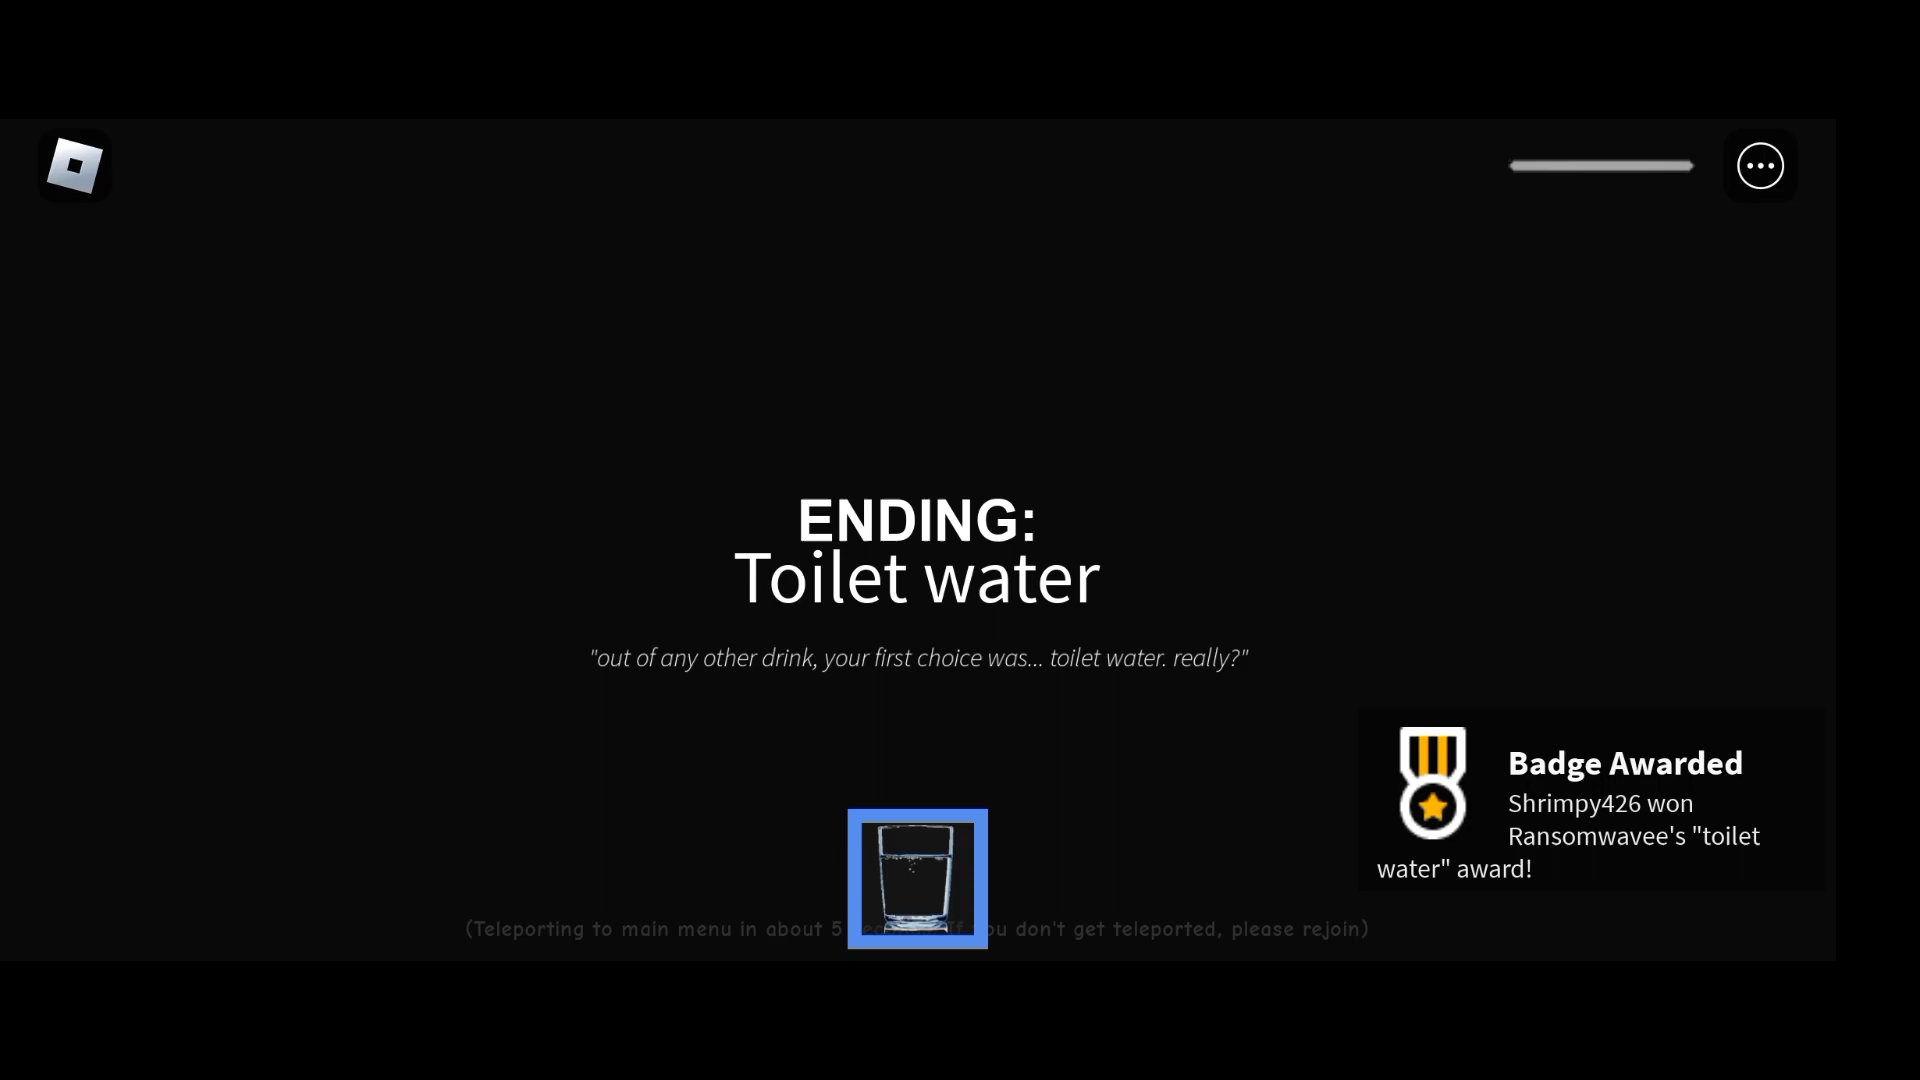 ENDING:
Toilet water
"out of any other drink, your first choice was... toilet water. really?"
Badge Awarded
Shrimpy426 won
Ransomwavee's "toilet
water" award!
(Teleporting to main menu in about 5 you don't get teleported, please rejoin)